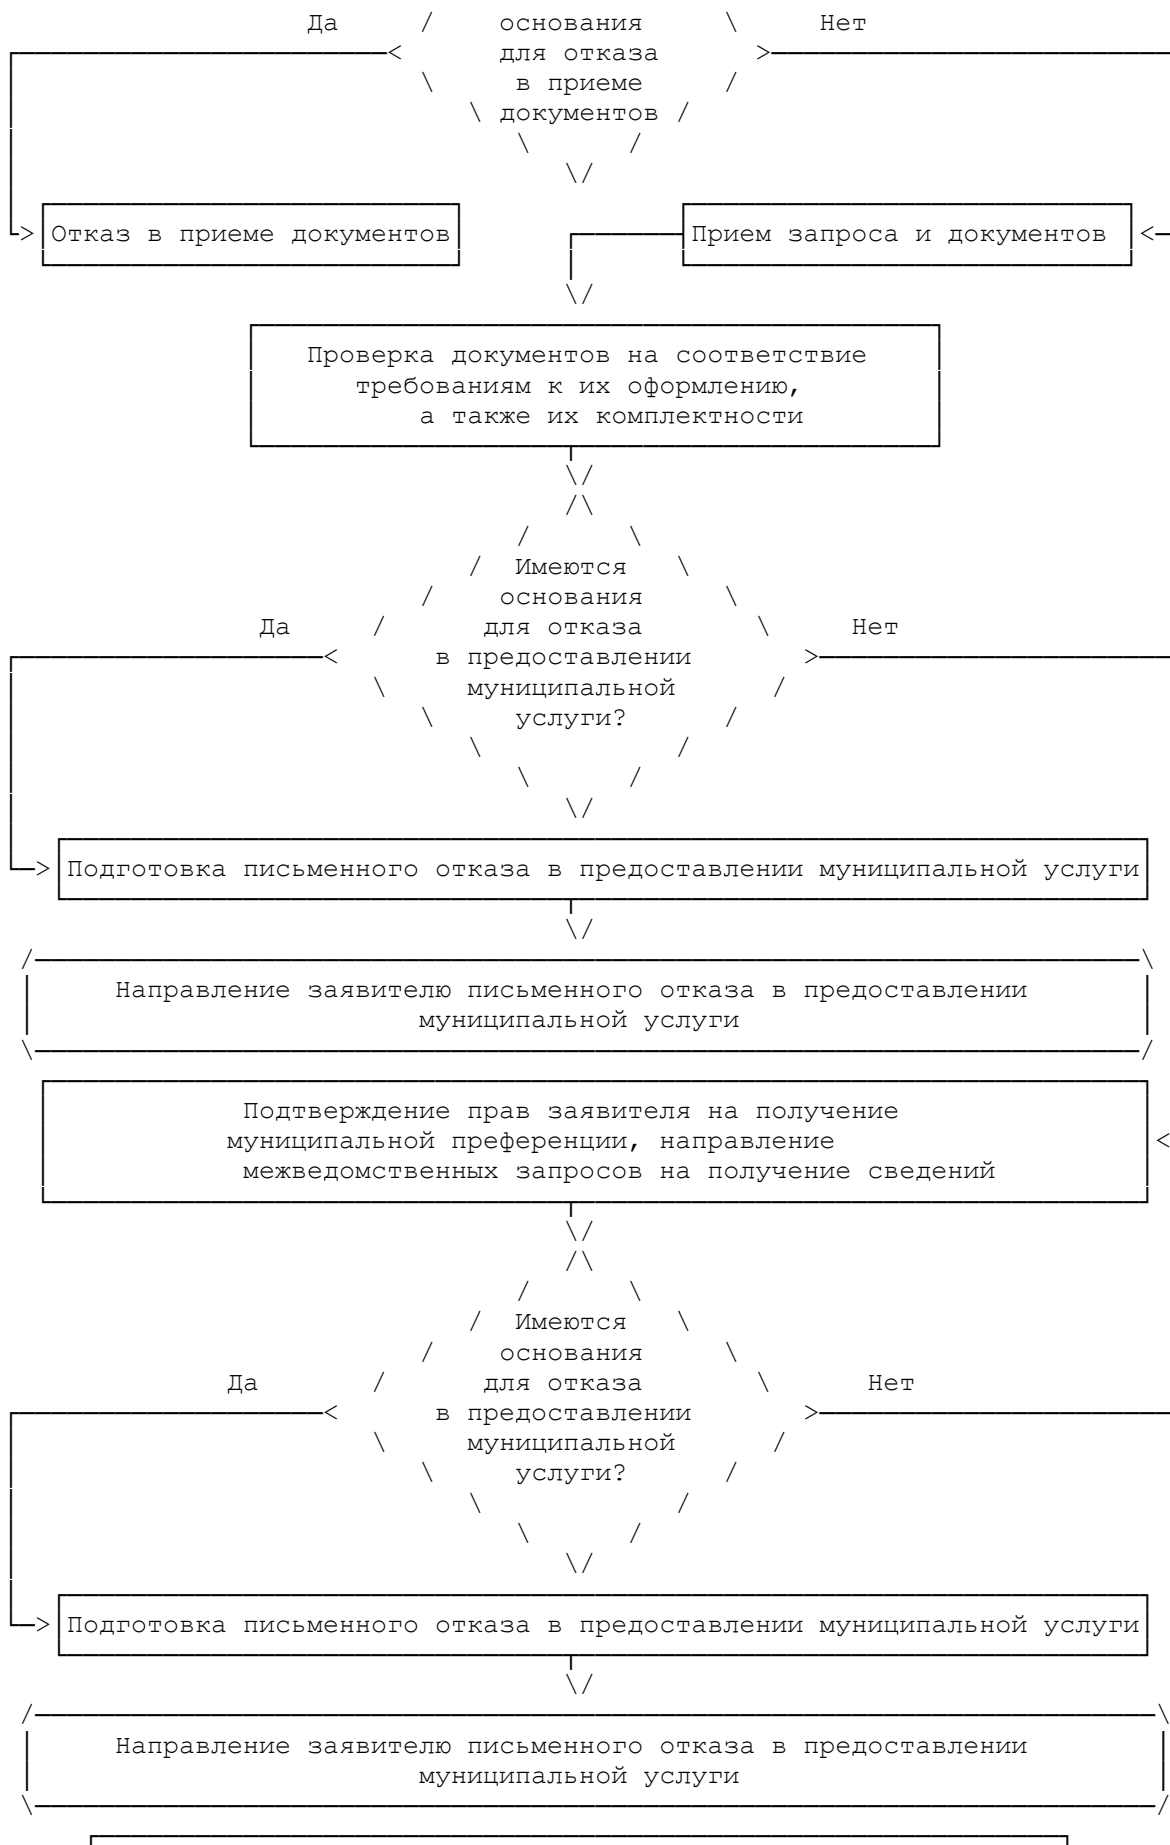 Да основания Нет
для отказа
в приеме
документов
Отказ в приеме документов Прием запроса и документов
Проверка документов на соответствие
требованиям к их оформлению,
а также их комплектности
Имеются
основания
Да для отказа Нет
в предоставлении
муниципальной
услуги?
Подготовка письменного отказа в предоставлении муниципальной услуги
Направление заявителю письменного отказа в предоставлении
муниципальной услуги
Подтверждение прав заявителя на получение
муниципальной преференции, направление
межведомственных запросов на получение сведений
Имеются
основания
Да для отказа Нет
в предоставлении
муниципальной
услуги?
Подготовка письменного отказа в предоставлении муниципальной услуги
Направление заявителю письменного отказа в предоставлении
муниципальной услуги